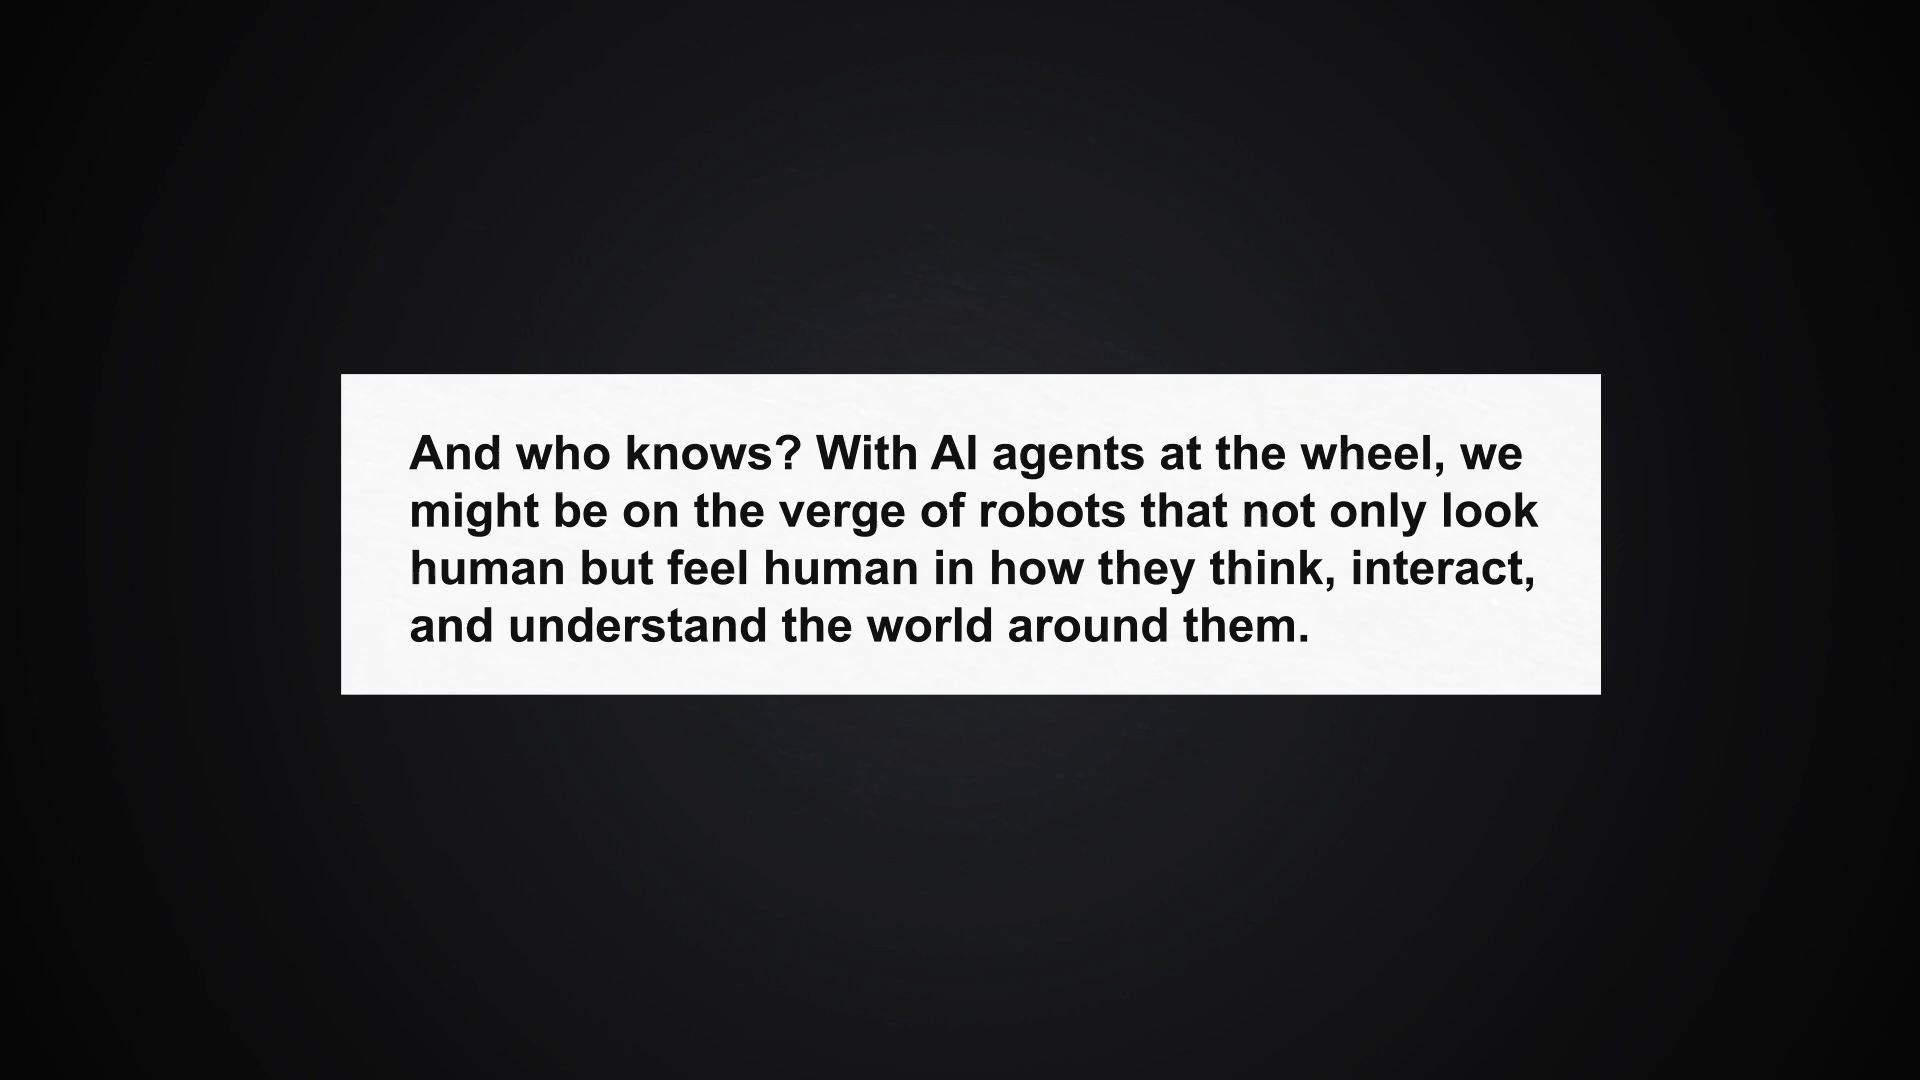 And who knows? With AI agents at the wheel, we
might be on the verge of robots that not only look
human but feel human in how they think, interact,
and understand the world around them.